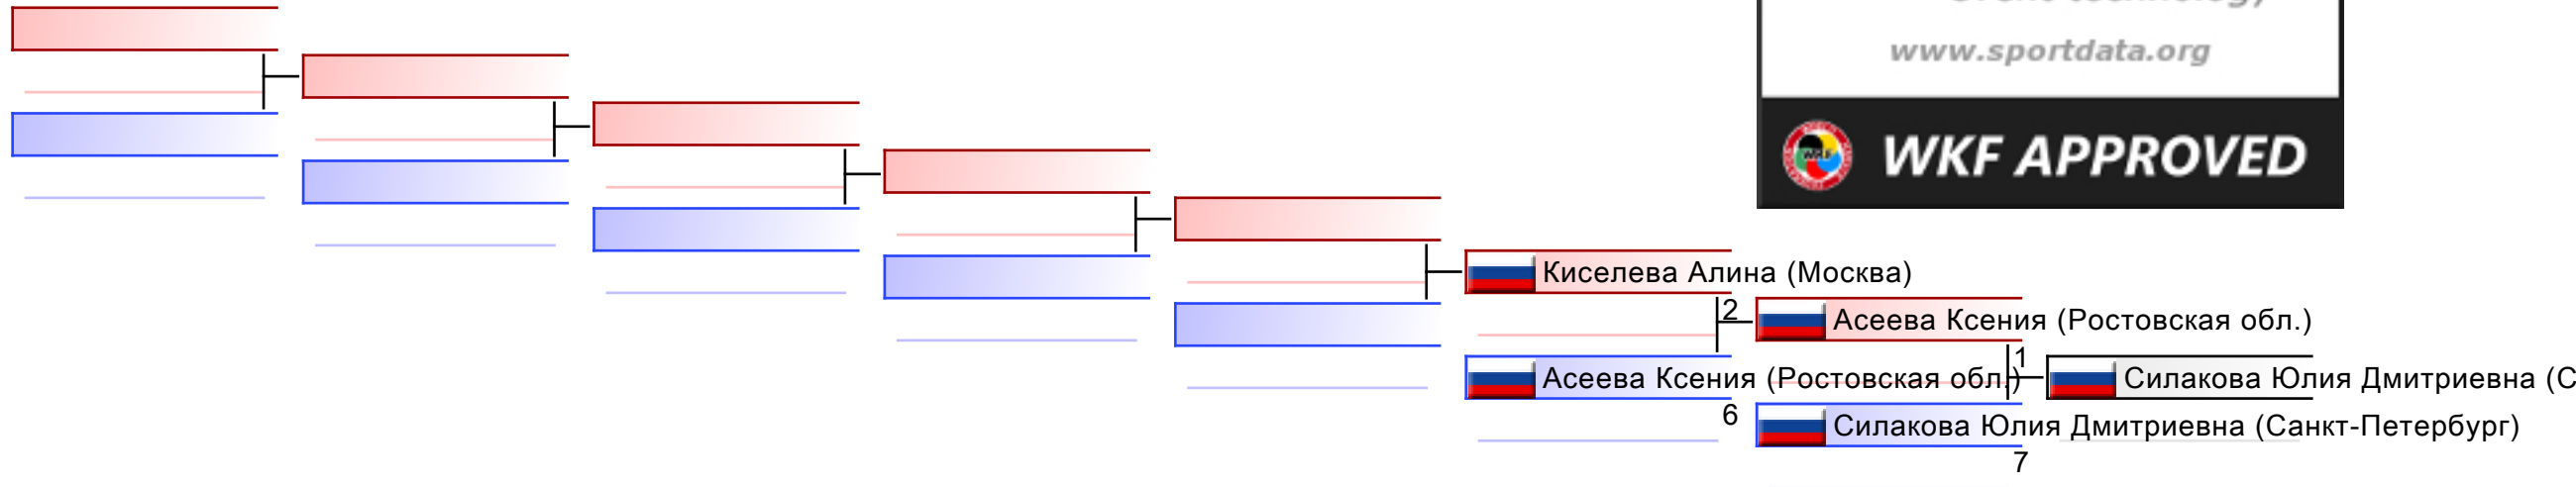 www.sportdata.org
WKF APPROVED
Киселева Алина (Москва)
2
Асеева Ксения (Ростовская обл.)
1
Асеева Ксения (Ростовская обл.)
Силакова Юлия Дмитриевна (С
6
Силакова Юлия Дмитриевна (Санкт-Петербург)
7